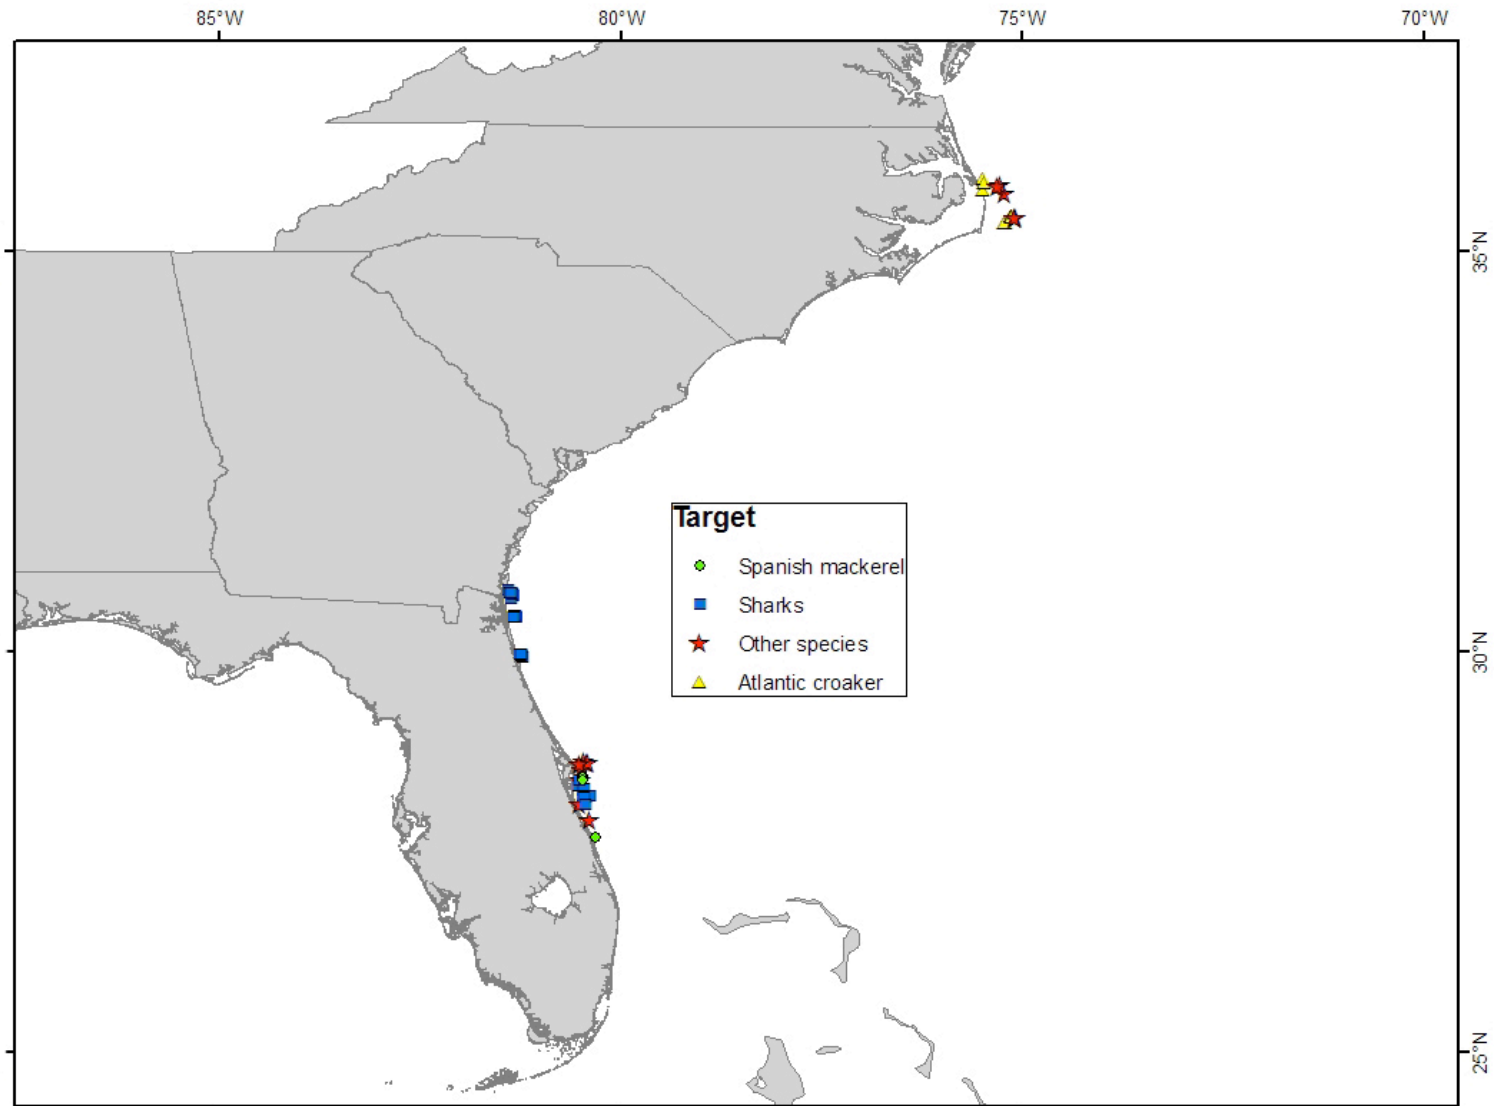 85°W 80°W 75°W 70°W
35°N
Target
Spanish mackerel
Sharks
Other species
Atlantic croaker
30°N
25°N